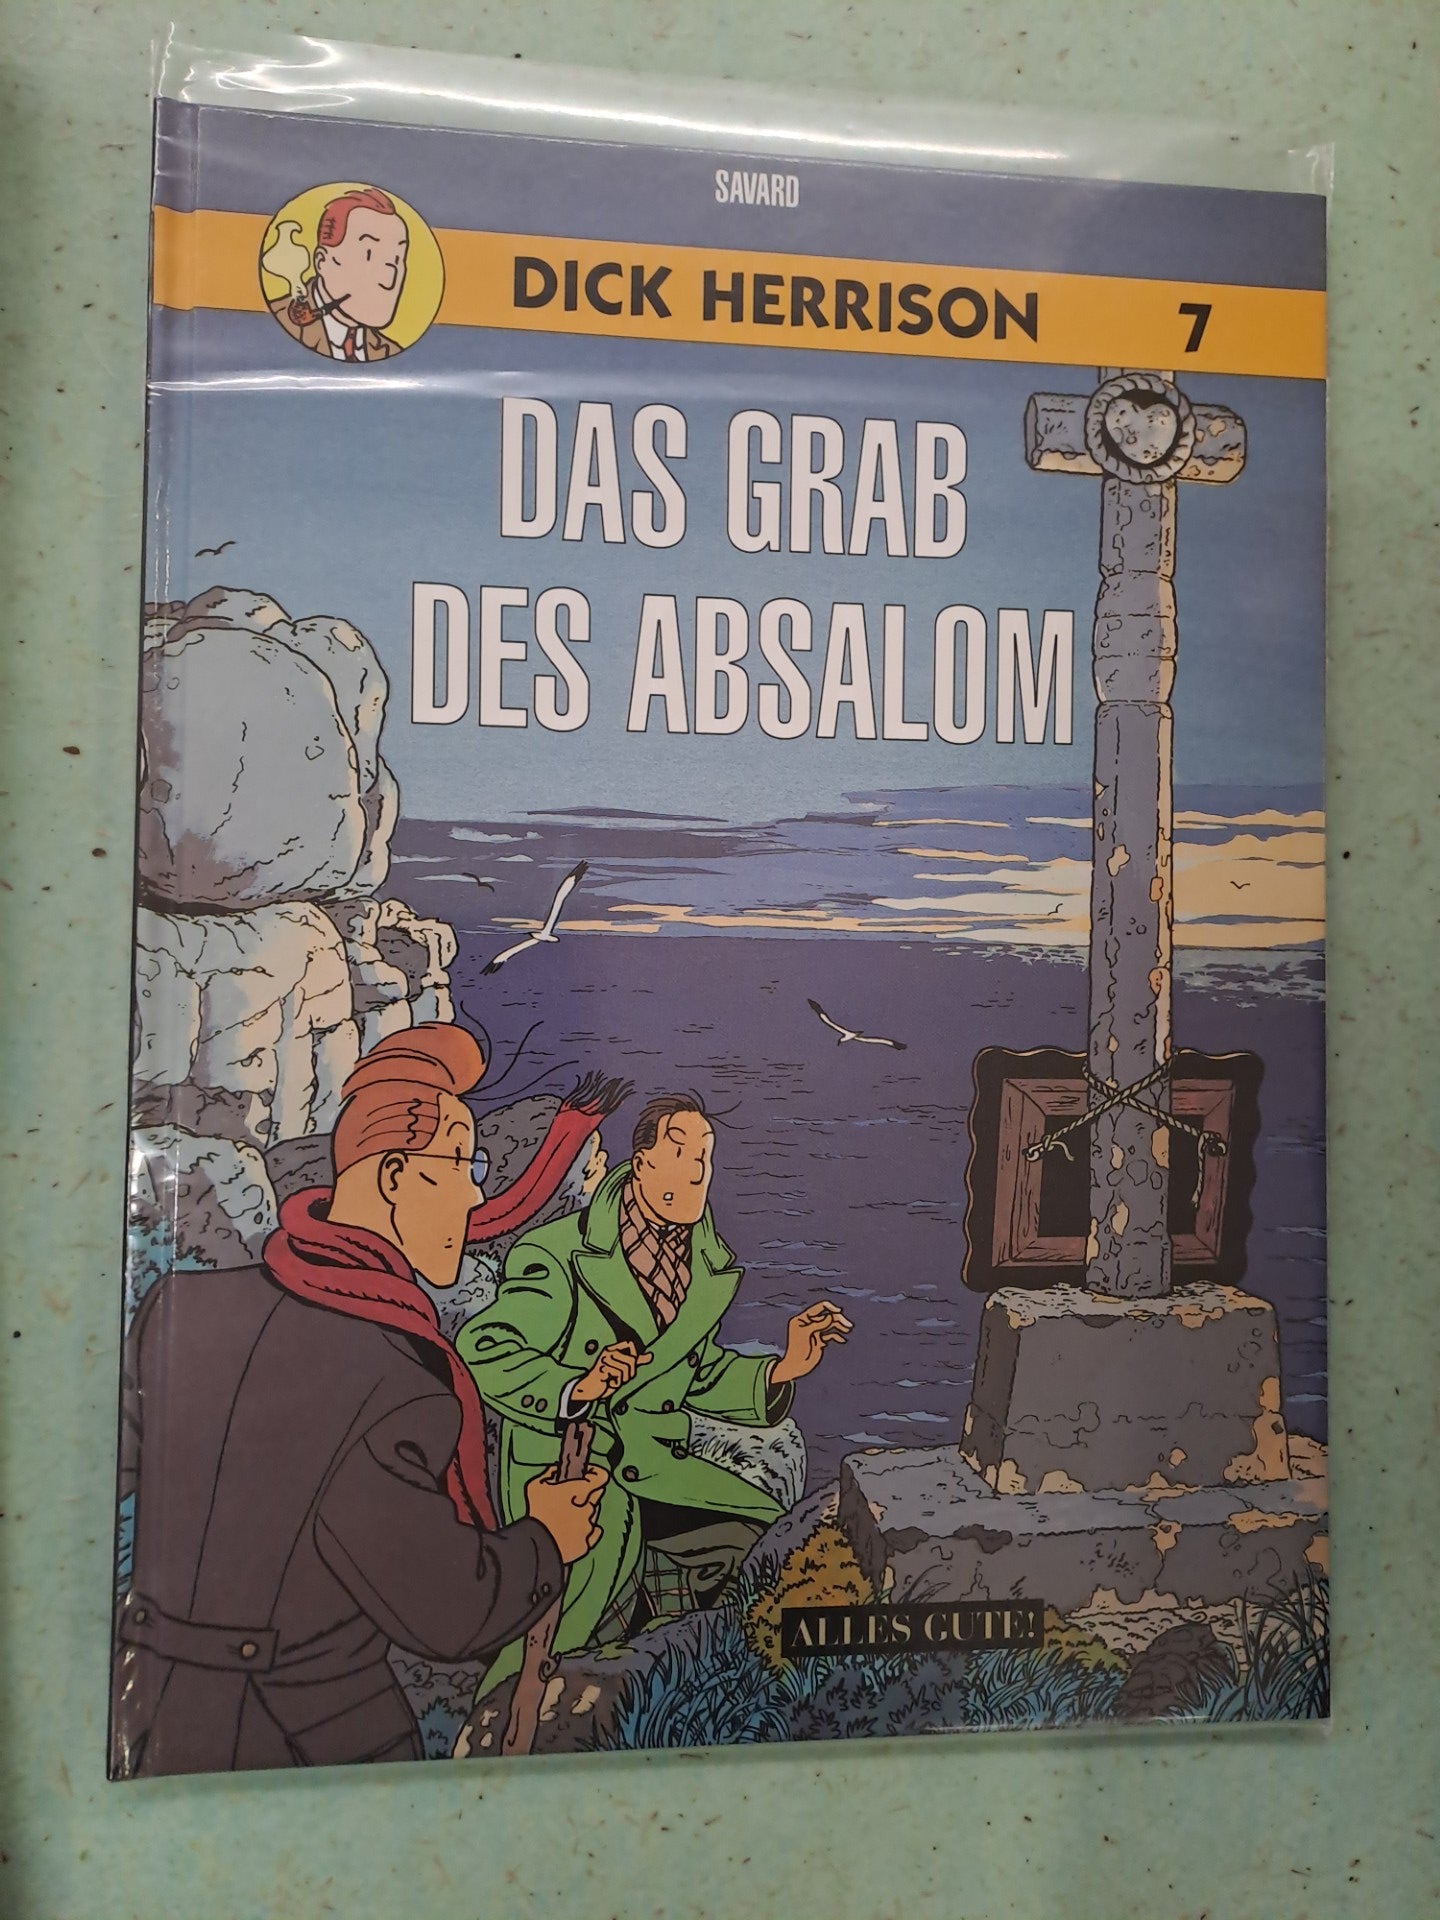 SAVARD
DICK HERRISON 7
DAS GRAB
DES ABSALOM
ALLES GUTE!